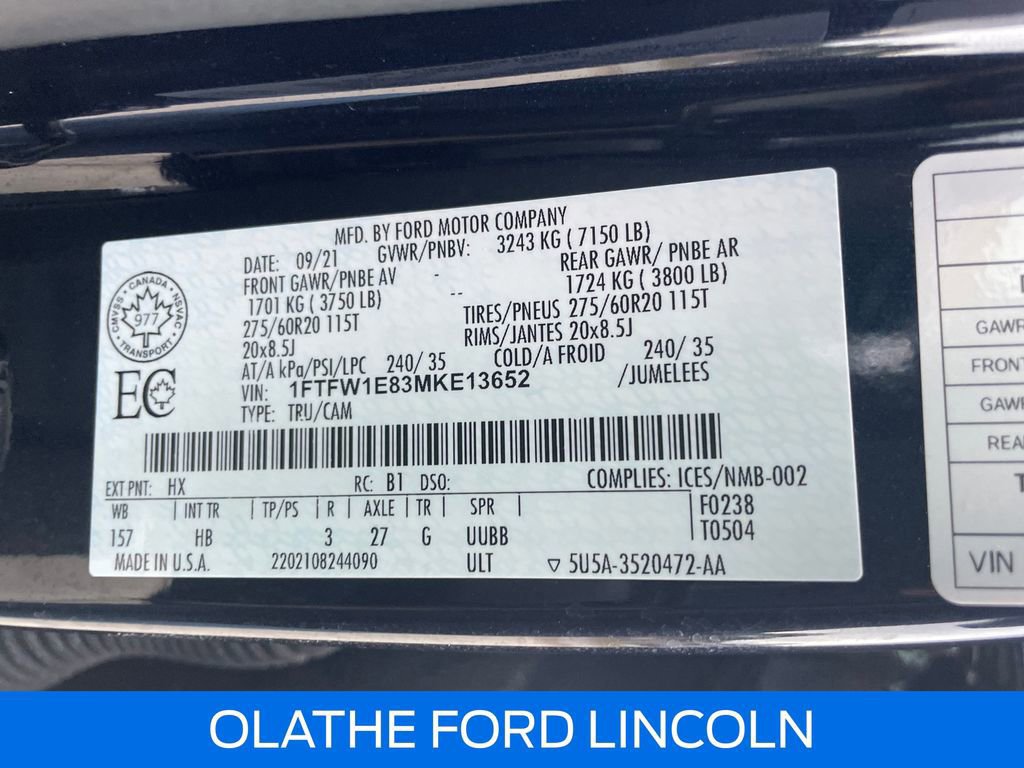 MFD. BY FORD MOTOR COMPANY
DATE: 09/21 GVWR/PNBV: 3243 KG ( 7150 LB)
FRONT GAWR/PNBE AV - REAR GAWR/ PNBE AR
1701 KG ( 3750 LB) -- 1724 KG ( 3800 LB)
275/60R20 115T TIRES/PNEUS 275/60R20 115T
20x8.5J RIMS/JANTES 20x8.5J
AT/A kPa/PSI/LPC 240/ 35 COLD/A FROID 240/ 35
VIN: 1FTFW1E83MKE13652 /JUMELEES
TYPE: TRU/CAM
CMVSS · CANADA · NSVAC · TRANSPORT ·
977
EC
EXT PNT: HX RC: B1 DSO: COMPLIES: ICES/NMB-002
WB | INT TR | TP/PS | R | AXLE | TR | SPR | F0238
157 HB 3 27 G UUBB T0504
MADE IN U.S.A. 2202108244090 ULT ▽ 5U5A-3520472-AA
GAWR
FRON
GAWF
REA
T
VIN
OLATHE FORD LINCOLN